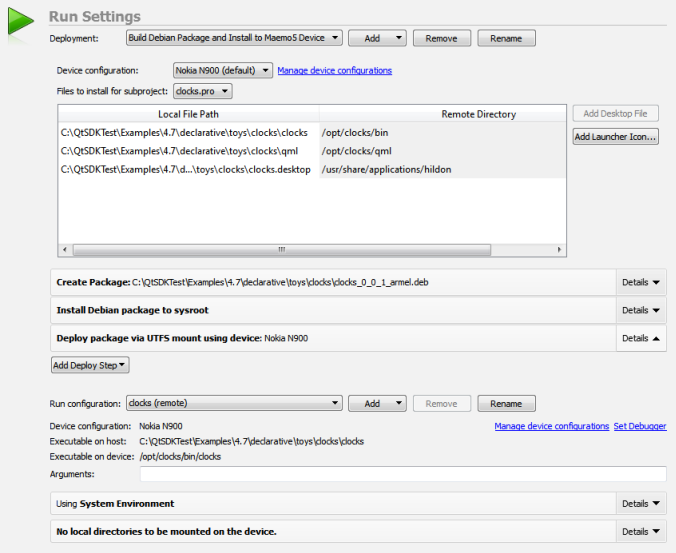 Run Settings
Deployment: Build Debian Package and Install to Maemo5 Device Add Remove Rename
Device configuration: Nokia N900 (default) Manage device configurations
Files to install for subproject: clocks.pro
Local File Path Remote Directory Add Desktop File
C:\QtSDKTest\Examples\4.7\declarative\toys\clocks\clocks /opt/clocks/bin Add Launcher Icon...
C:\QtSDKTest\Examples\4.7\declarative\toys\clocks\qml /opt/clocks/qml
C:\QtSDKTest\Examples\4.7\d...\toys\clocks\clocks.desktop /usr/share/applications/hildon
Create Package: C:\QtSDKTest\Examples\4.7\declarative\toys\clocks\clocks_0_0_1_armel.deb Details
Install Debian package to sysroot Details
Deploy package via UTFS mount using device: Nokia N900 Details
Add Deploy Step
Run configuration: clocks (remote) Add Remove Rename
Device configuration: Nokia N900 Manage device configurations Set Debugger
Executable on host: C:\QtSDKTest\Examples\4.7\declarative\toys\clocks\clocks
Executable on device: /opt/clocks/bin/clocks
Arguments:
Using System Environment Details
No local directories to be mounted on the device. Details